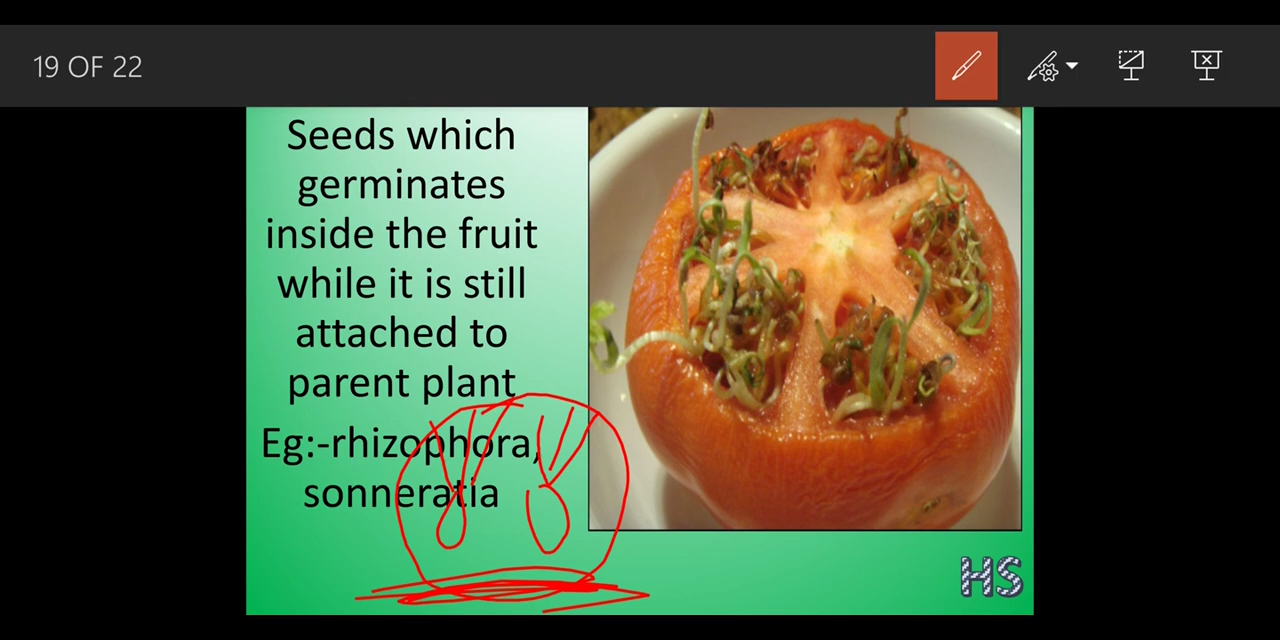 19 OF 22
Seeds which
germinates
inside the fruit
while it is still
attached to
parent plant
Eg:-rhizophora,
sonneratia
HS